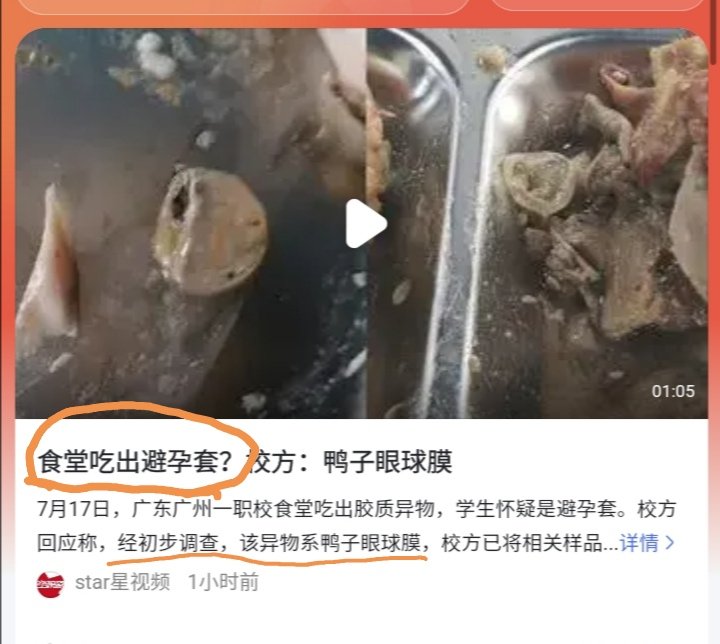 01:05
食堂吃出避孕套？校方：鸭子眼球膜
7月17日，广东广州一职校食堂吃出胶质异物，学生怀疑是避孕套。校方
回应称，经初步调查，该异物系鸭子眼球膜，校方已将相关样品...详情 >
star星视频 1小时前